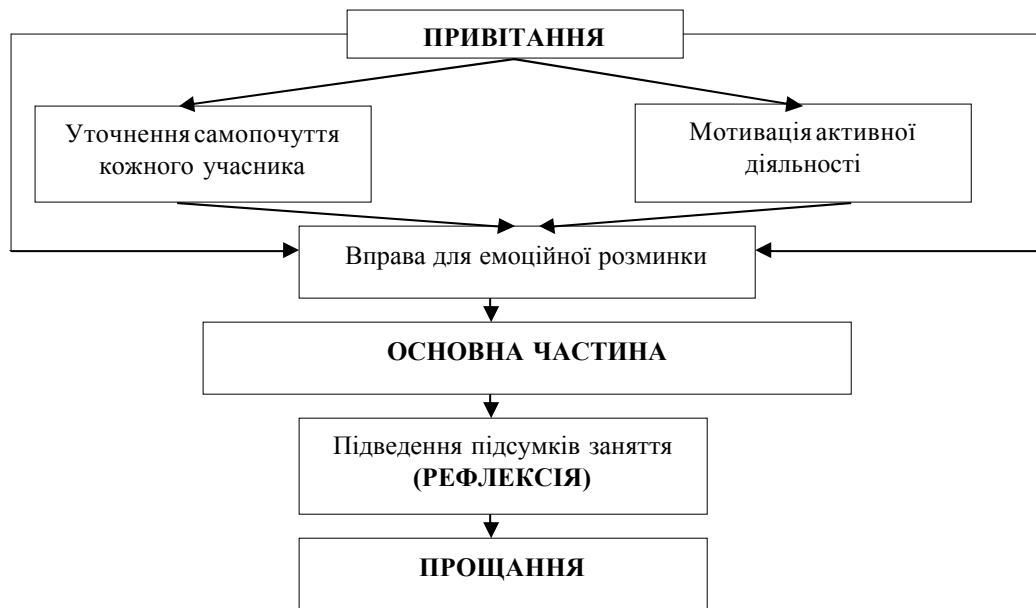 ПРИВІТАННЯ
Уточнення самопочуття
кожного учасника
Мотивація активної
діяльності
Вправа для емоційної розминки
ОСНОВНА ЧАСТИНА
Підведення підсумків заняття
(РЕФЛЕКСІЯ)
ПРОЩАННЯ